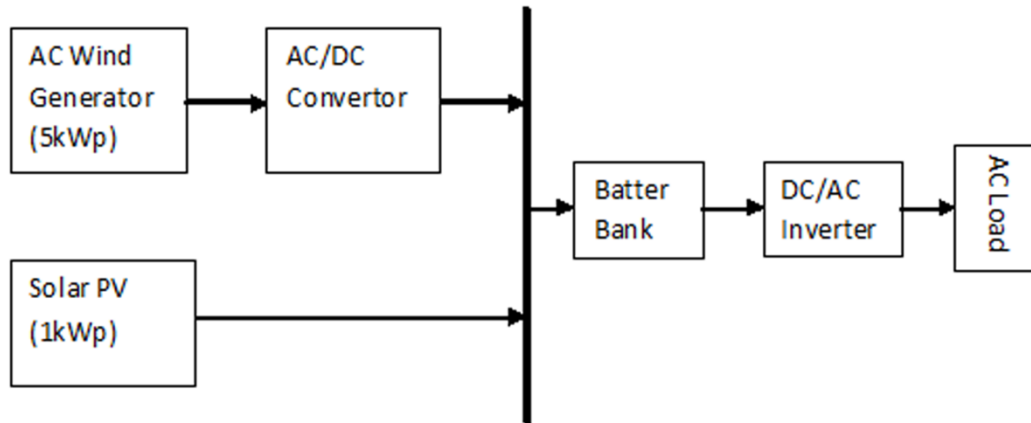 AC Wind
Generator
(5kWp)
AC/DC
Convertor
Solar PV
(1kWp)
Batter
Bank
DC/AC
Inverter
AC Load